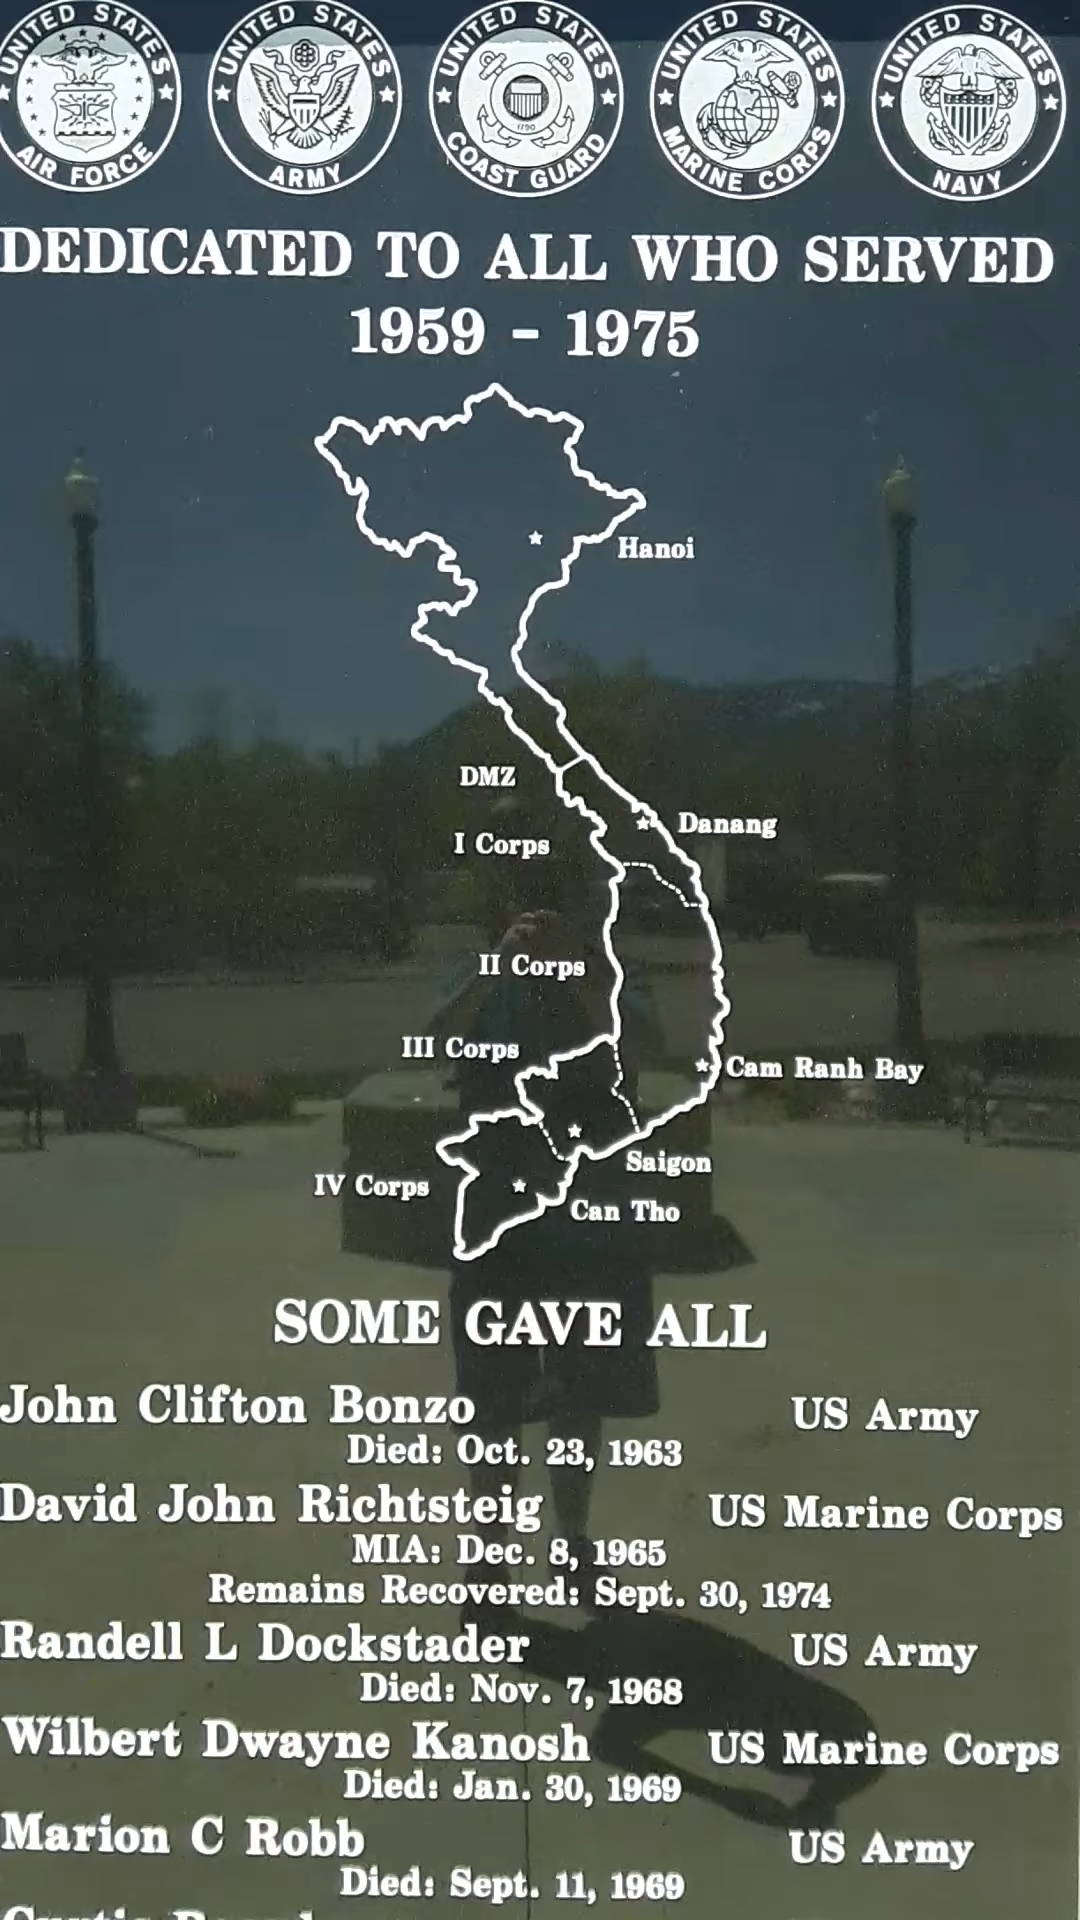 UNITED STATES AIR FORCE
UNITED STATES ARMY
UNITED STATES COAST GUARD 1790
UNITED STATES MARINE CORPS
UNITED STATES NAVY
DEDICATED TO ALL WHO SERVED
1959 - 1975
Hanoi
DMZ
Danang
I Corps
II Corps
III Corps
Cam Ranh Bay
Saigon
IV Corps
Can Tho
SOME GAVE ALL
John Clifton Bonzo US Army
Died: Oct. 23, 1963
David John Richtsteig US Marine Corps
MIA: Dec. 8, 1965
Remains Recovered: Sept. 30, 1974
Randell L Dockstader US Army
Died: Nov. 7, 1968
Wilbert Dwayne Kanosh US Marine Corps
Died: Jan. 30, 1969
Marion C Robb US Army
Died: Sept. 11, 1969